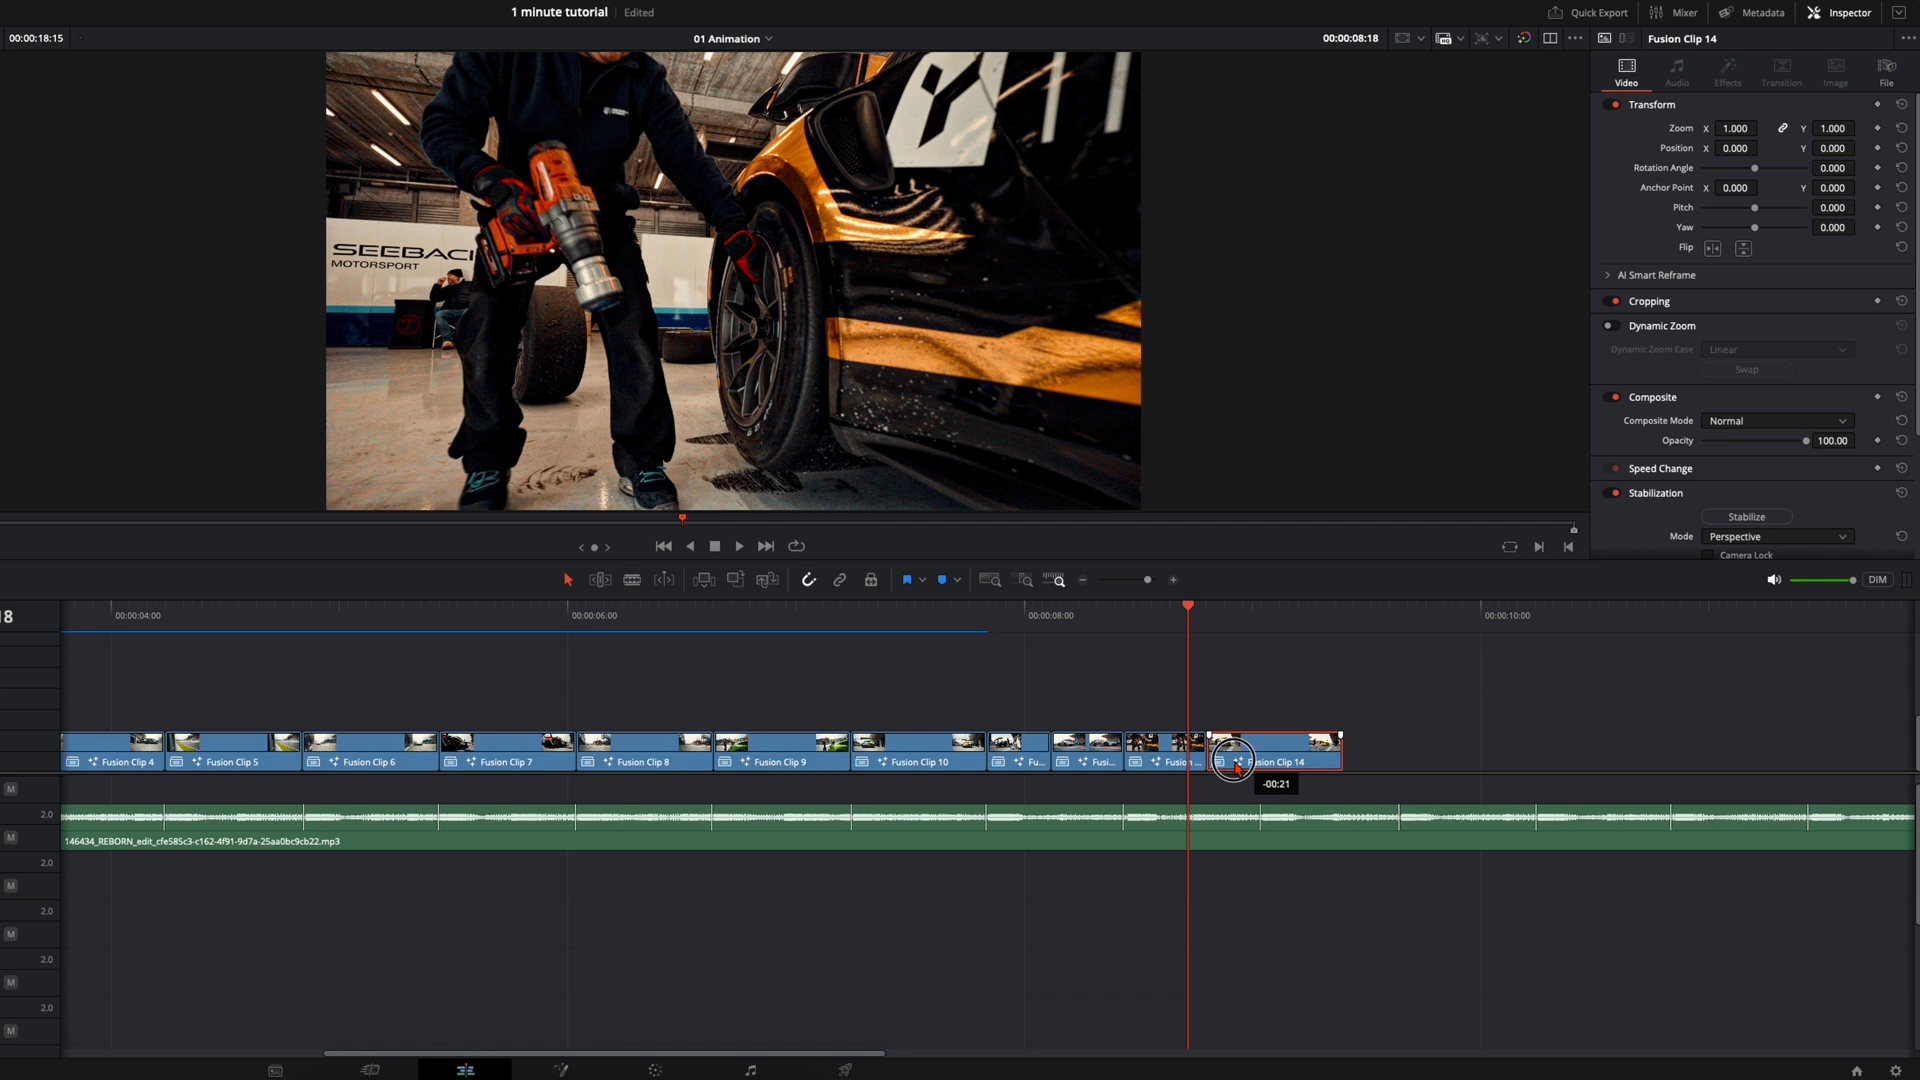 1 minute tutorial
Edited
Quick Export
Mixer
Metadata
Inspector
00:00:18:15
01 Animation
00:00:08:18
Fusion Clip 14
Video
Audio
Effects
Transition
Image
File
Transform
Zoom X 1.000 Y 1.000
Position X 0.000 Y 0.000
Rotation Angle 0.000
Anchor Point X 0.000 Y 0.000
Pitch 0.000
Yaw 0.000
Flip
AI Smart Reframe
Cropping
Dynamic Zoom
Dynamic Zoom Ease Linear
Swap
Composite
Composite Mode Normal
Opacity 100.00
Speed Change
Stabilization
Stabilize
Mode Perspective
Camera Lock
SEEBAC
MOTORSPORT
DIM
18
00:00:04:00
00:00:06:00
00:00:08:00
00:00:10:00
Fusion Clip 4
Fusion Clip 5
Fusion Clip 6
Fusion Clip 7
Fusion Clip 8
Fusion Clip 9
Fusion Clip 10
Fu...
Fusi...
Fusion ...
Fusion Clip 14
-00:21
M
2.0
M
146434_REBORN_edit_cfe585c3-c162-4f91-9d7a-25aa0bc9cb22.mp3
2.0
M
2.0
M
2.0
M
2.0
M